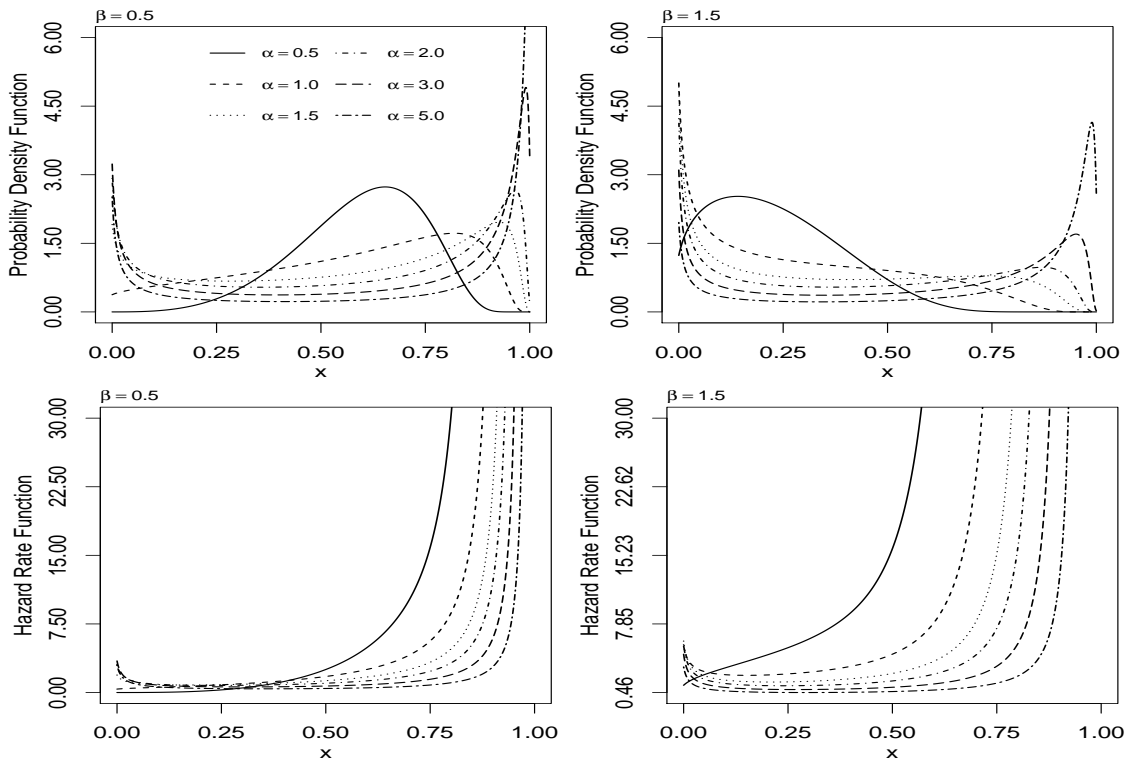 β = 0.5
Probability Density Function
6.00
4.50
3.00
1.50
0.00
α = 0.5
α = 1.0
α = 1.5
α = 2.0
α = 3.0
α = 5.0
0.00 0.25 0.50 0.75 1.00
x
β = 1.5
Probability Density Function
6.00
4.50
3.00
1.50
0.00
0.00 0.25 0.50 0.75 1.00
x
β = 0.5
Hazard Rate Function
30.00
22.50
15.00
7.50
0.00
0.00 0.25 0.50 0.75 1.00
x
β = 1.5
Hazard Rate Function
30.00
22.62
15.23
7.85
0.46
0.00 0.25 0.50 0.75 1.00
x